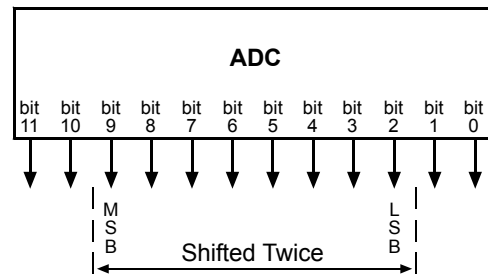 ADC
bit bit bit bit bit bit bit bit bit bit bit bit
11 10 9 8 7 6 5 4 3 2 1 0
MSB LSB
Shifted Twice